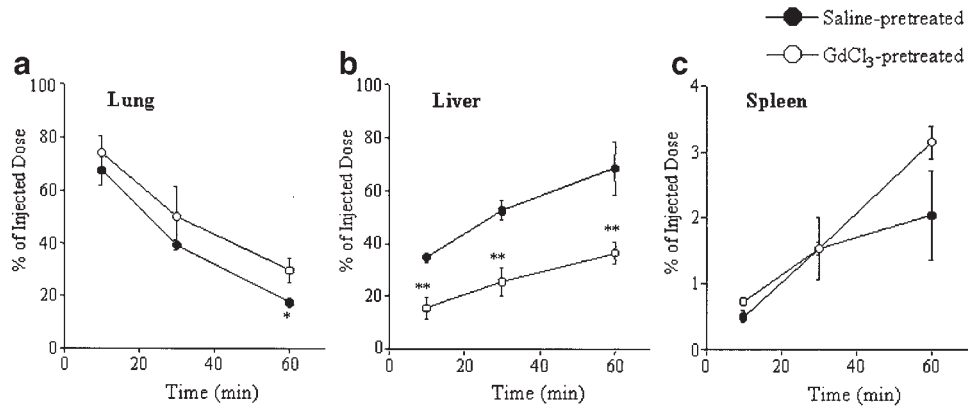 Saline-pretreated
GdCl3-pretreated
a
Lung
% of Injected Dose
100
80
60
40
20
0
*
0 20 40 60
Time (min)
b
Liver
% of Injected Dose
100
80
60
40
20
0
** ** **
0 20 40 60
Time (min)
c
Spleen
% of Injected Dose
4
3
2
1
0
0 20 40 60
Time (min)